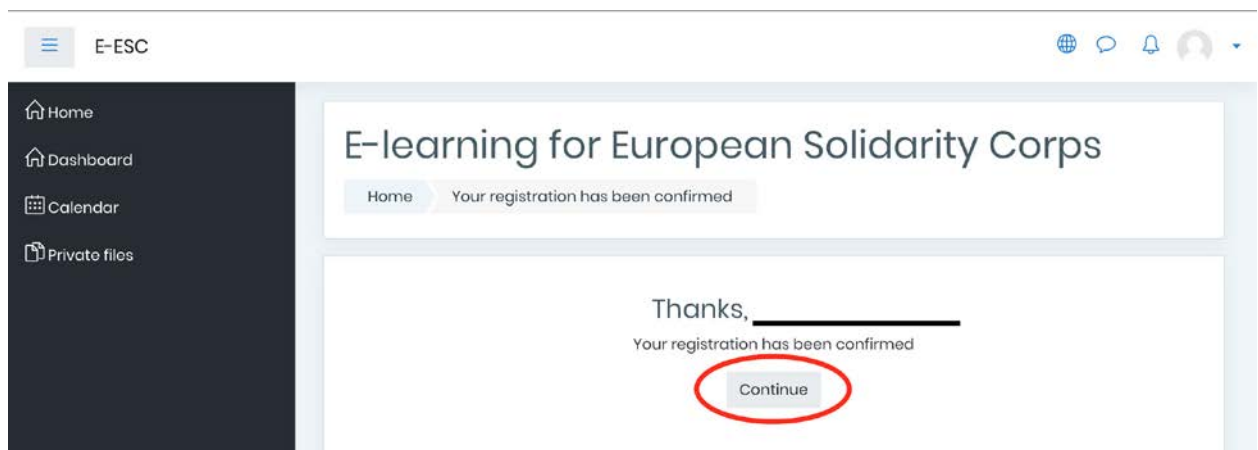 E-ESC
Home
Dashboard
Calendar
Private files
E-learning for European Solidarity Corps
Home Your registration has been confirmed
Thanks,
Your registration has been confirmed
Continue